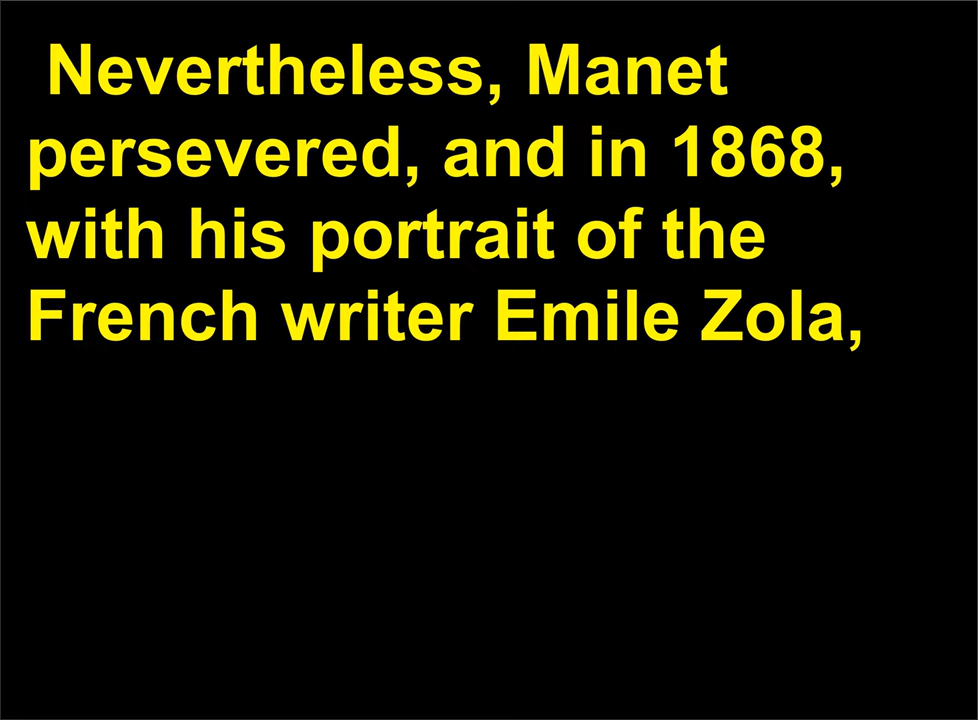 Nevertheless, Manet
persevered, and in 1868,
with his portrait of the
French writer Emile Zola,